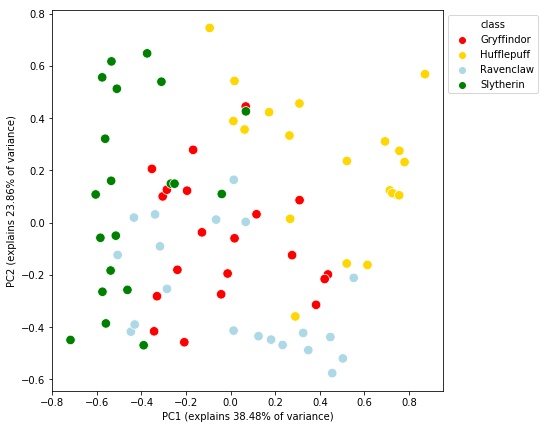 class
Gryffindor
Hufflepuff
Ravenclaw
Slytherin
PC2 (explains 23.86% of variance)
0.8
0.6
0.4
0.2
0.0
−0.2
−0.4
−0.6
−0.8 −0.6 −0.4 −0.2 0.0 0.2 0.4 0.6 0.8
PC1 (explains 38.48% of variance)